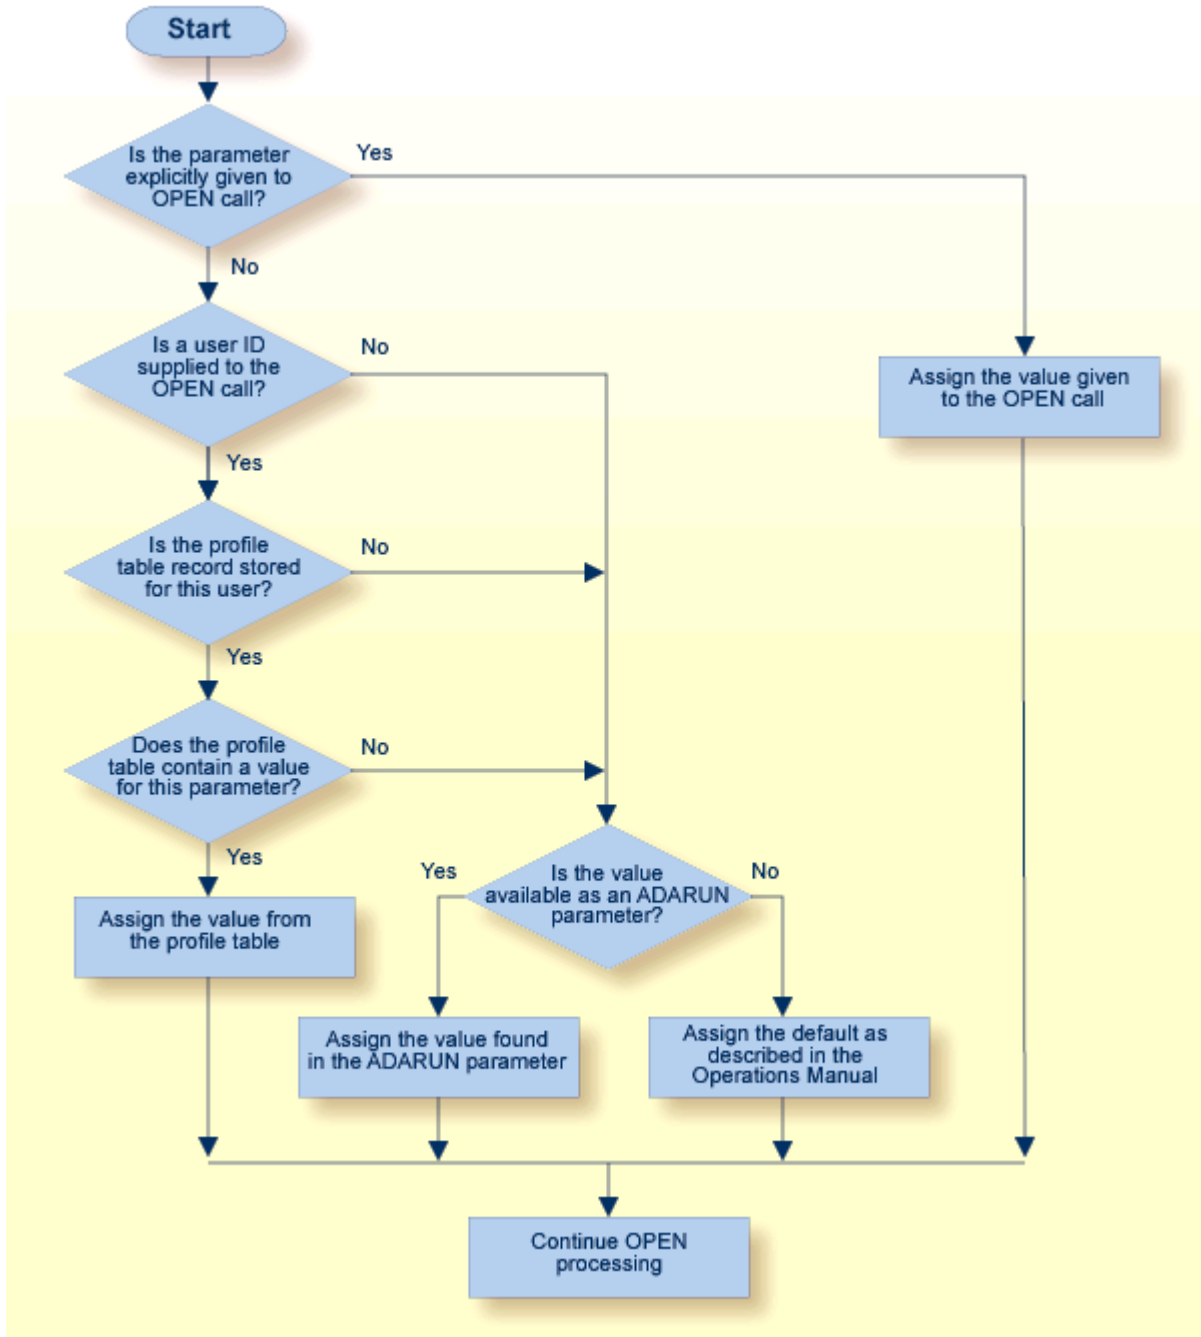 Start
Is the parameter
explicitly given to
OPEN call?
Yes
No
Is a user ID
supplied to the
OPEN call?
No
Assign the value given
to the OPEN call
Yes
Is the profile
table record stored
for this user?
No
Yes
Does the profile
table contain a value
for this parameter?
No
Yes
Assign the value from
the profile table
Yes
Is the value
available as an ADARUN
parameter?
No
Assign the value found
in the ADARUN parameter
Assign the default as
described in the
Operations Manual
Continue OPEN
processing